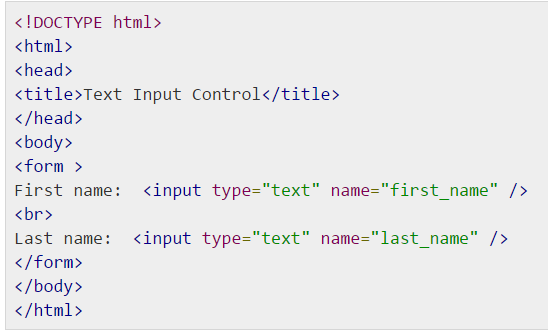 <!DOCTYPE html>
<html>
<head>
<title>Text Input Control</title>
</head>
<body>
<form >
First name:  <input type="text" name="first_name" />
<br>
Last name:  <input type="text" name="last_name" />
</form>
</body>
</html>